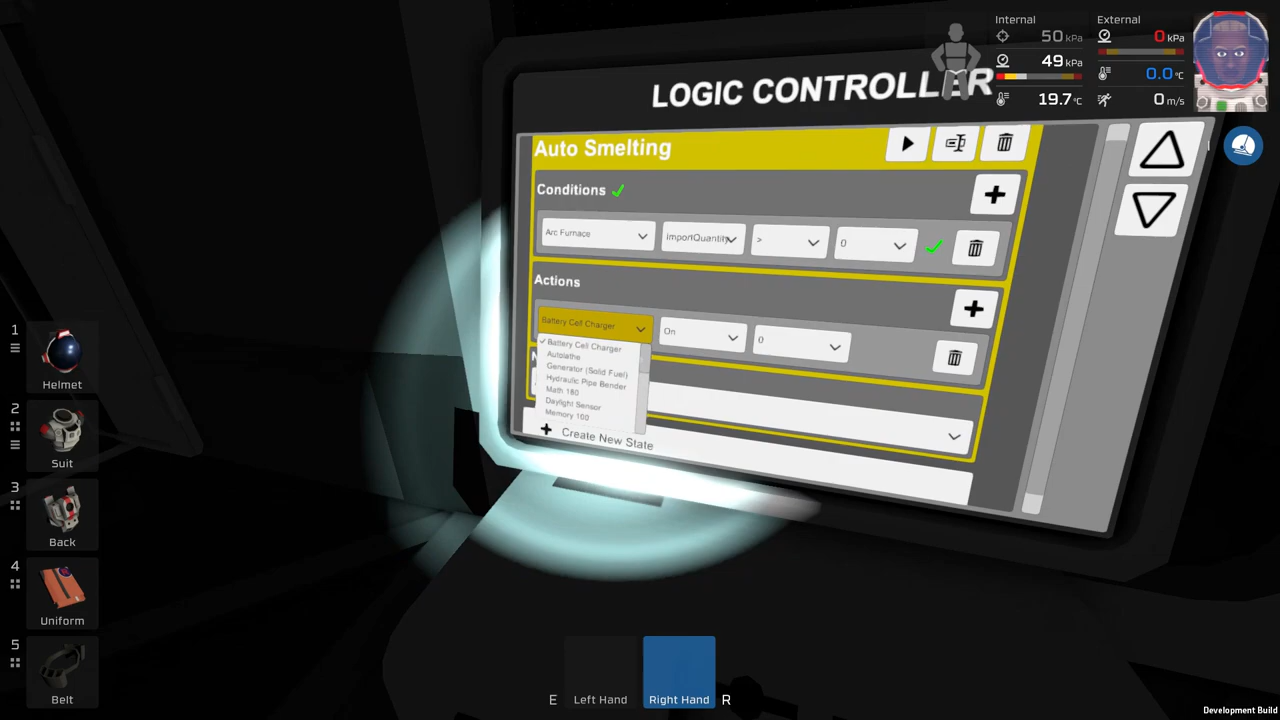 Internal
External
50 kPa
0 kPa
49 kPa
0.0 °C
19.7 °C
0 m/s
LOGIC CONTROLLER
Auto Smelting
Conditions
Arc Furnace
ImportQuantity
>
0
Actions
Battery Cell Charger
On
0
Battery Cell Charger
Autolathe
Generator (Solid Fuel)
Hydraulic Pipe Bender
Math 160
Daylight Sensor
Memory 100
Create New State
1
Helmet
2
Suit
3
Back
4
Uniform
5
Belt
E
Left Hand
Right Hand
R
Development Build